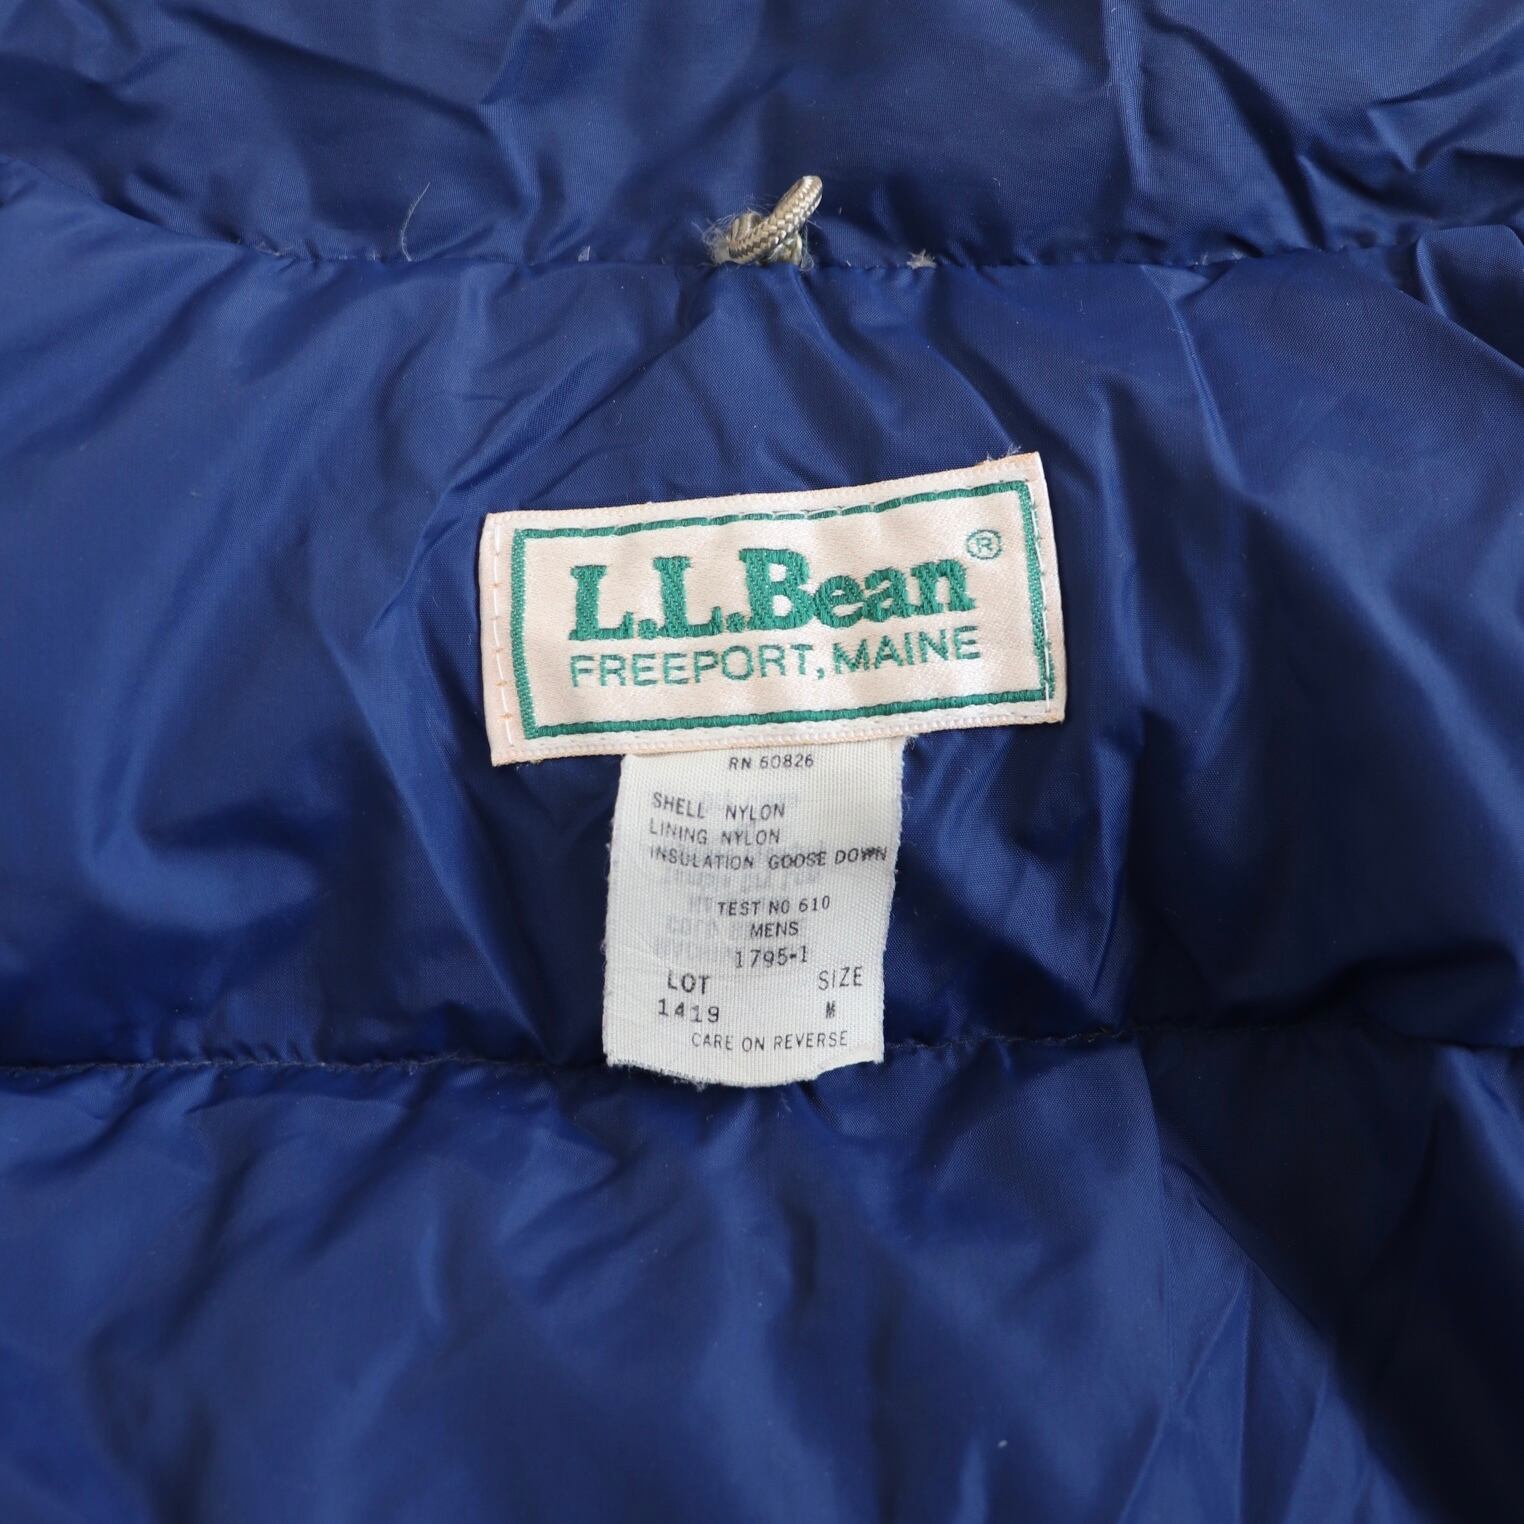 L.L.Bean®
FREEPORT, MAINE
RN 60826
SHELL NYLON
LINING NYLON
INSULATION GOOSE DOWN
TEST NO 610
MENS
1795-1
LOT SIZE
1419 M
CARE ON REVERSE